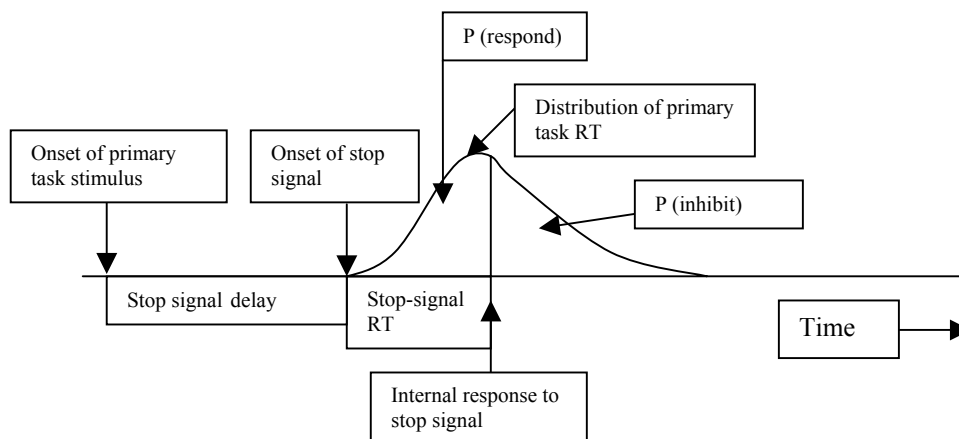 P (respond)
Distribution of primary
task RT
Onset of primary
task stimulus
Onset of stop
signal
P (inhibit)
Stop signal delay
Stop-signal
RT
Time
Internal response to
stop signal